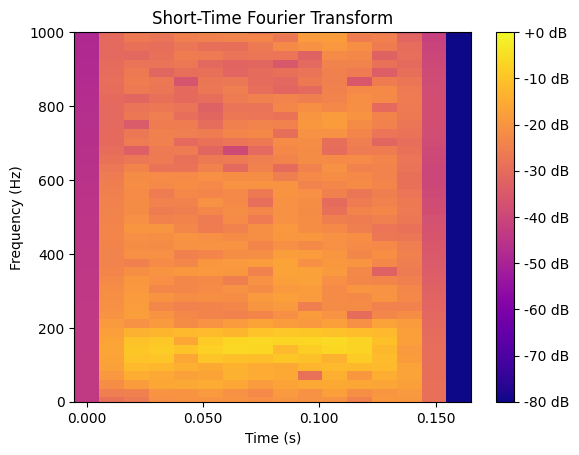 Short-Time Fourier Transform
1000
800
600
400
200
0
Frequency (Hz)
0.000
0.050
0.100
0.150
Time (s)
+0 dB
-10 dB
-20 dB
-30 dB
-40 dB
-50 dB
-60 dB
-70 dB
-80 dB